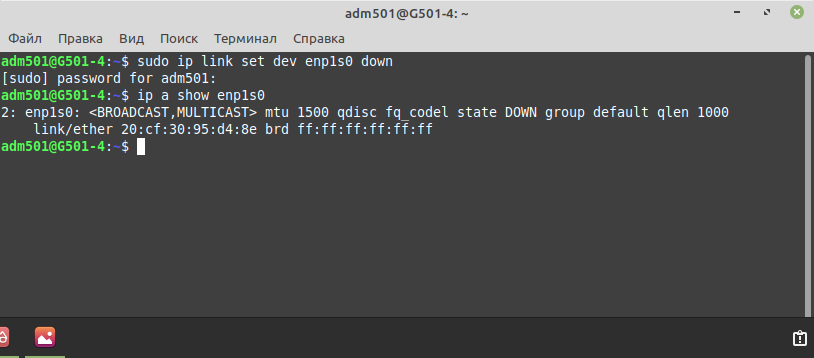 adm501@G501-4: ~
Файл Правка Вид Поиск Терминал Справка
adm501@G501-4:~$ sudo ip link set dev enp1s0 down
[sudo] password for adm501:
adm501@G501-4:~$ ip a show enp1s0
2: enp1s0: <BROADCAST,MULTICAST> mtu 1500 qdisc fq_codel state DOWN group default qlen 1000
    link/ether 20:cf:30:95:d4:8e brd ff:ff:ff:ff:ff:ff
adm501@G501-4:~$